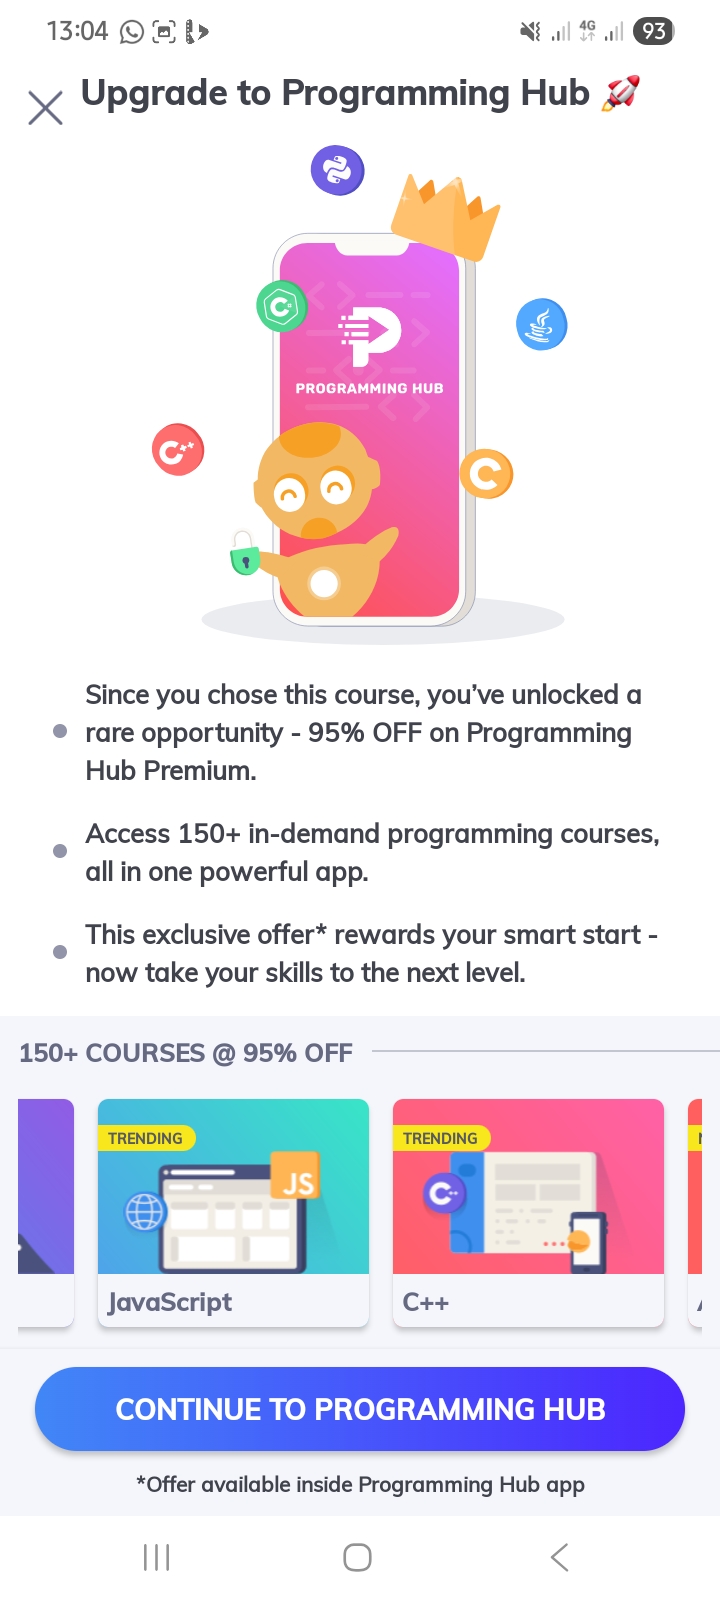 13:04
4G
93
Upgrade to Programming Hub 🚀
PROGRAMMING HUB
Since you chose this course, you’ve unlocked a
rare opportunity - 95% OFF on Programming
Hub Premium.
Access 150+ in-demand programming courses,
all in one powerful app.
This exclusive offer* rewards your smart start -
now take your skills to the next level.
150+ COURSES @ 95% OFF
TRENDING
JS
JavaScript
TRENDING
C++
C++
CONTINUE TO PROGRAMMING HUB
*Offer available inside Programming Hub app